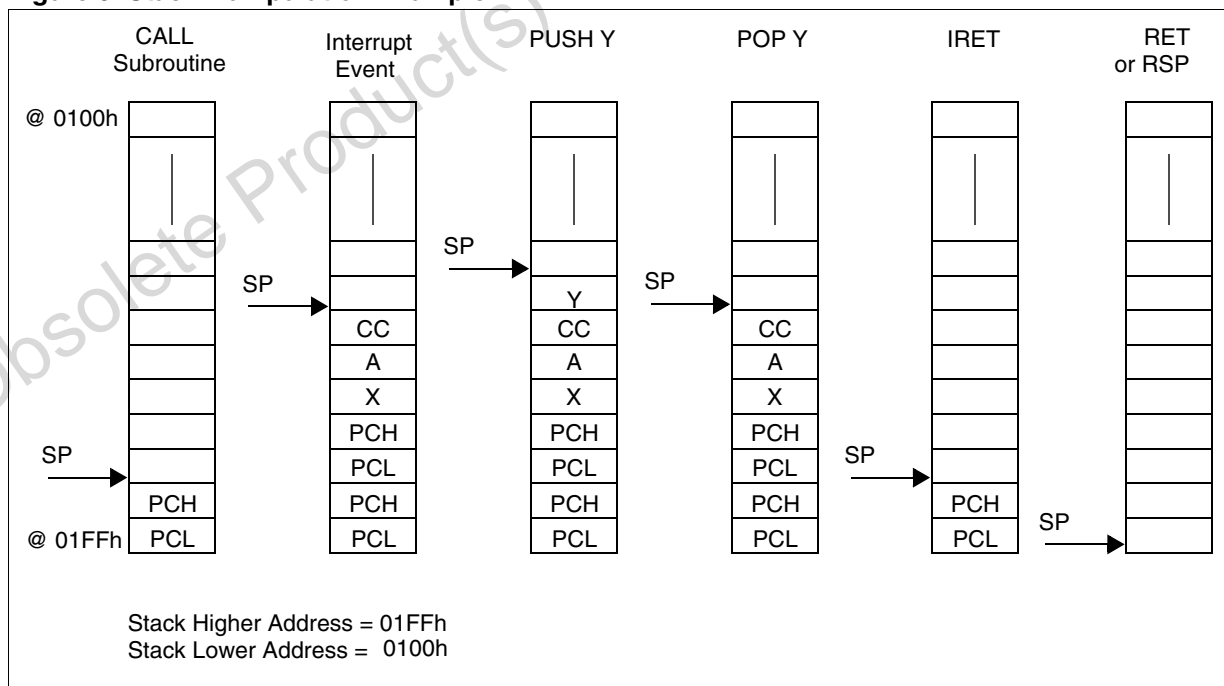 CALL
Subroutine
Interrupt
Event
PUSH Y
POP Y
IRET
RET
or RSP
@ 0100h
SP
SP
SP
Y
CC
CC
CC
A
A
A
X
X
X
PCH
PCH
PCH
SP
SP
PCL
PCL
PCL
PCH
PCH
PCH
PCH
PCH
SP
@ 01FFh
PCL
PCL
PCL
PCL
PCL
Stack Higher Address = 01FFh
Stack Lower Address = 0100h
Obsolete Product(s)